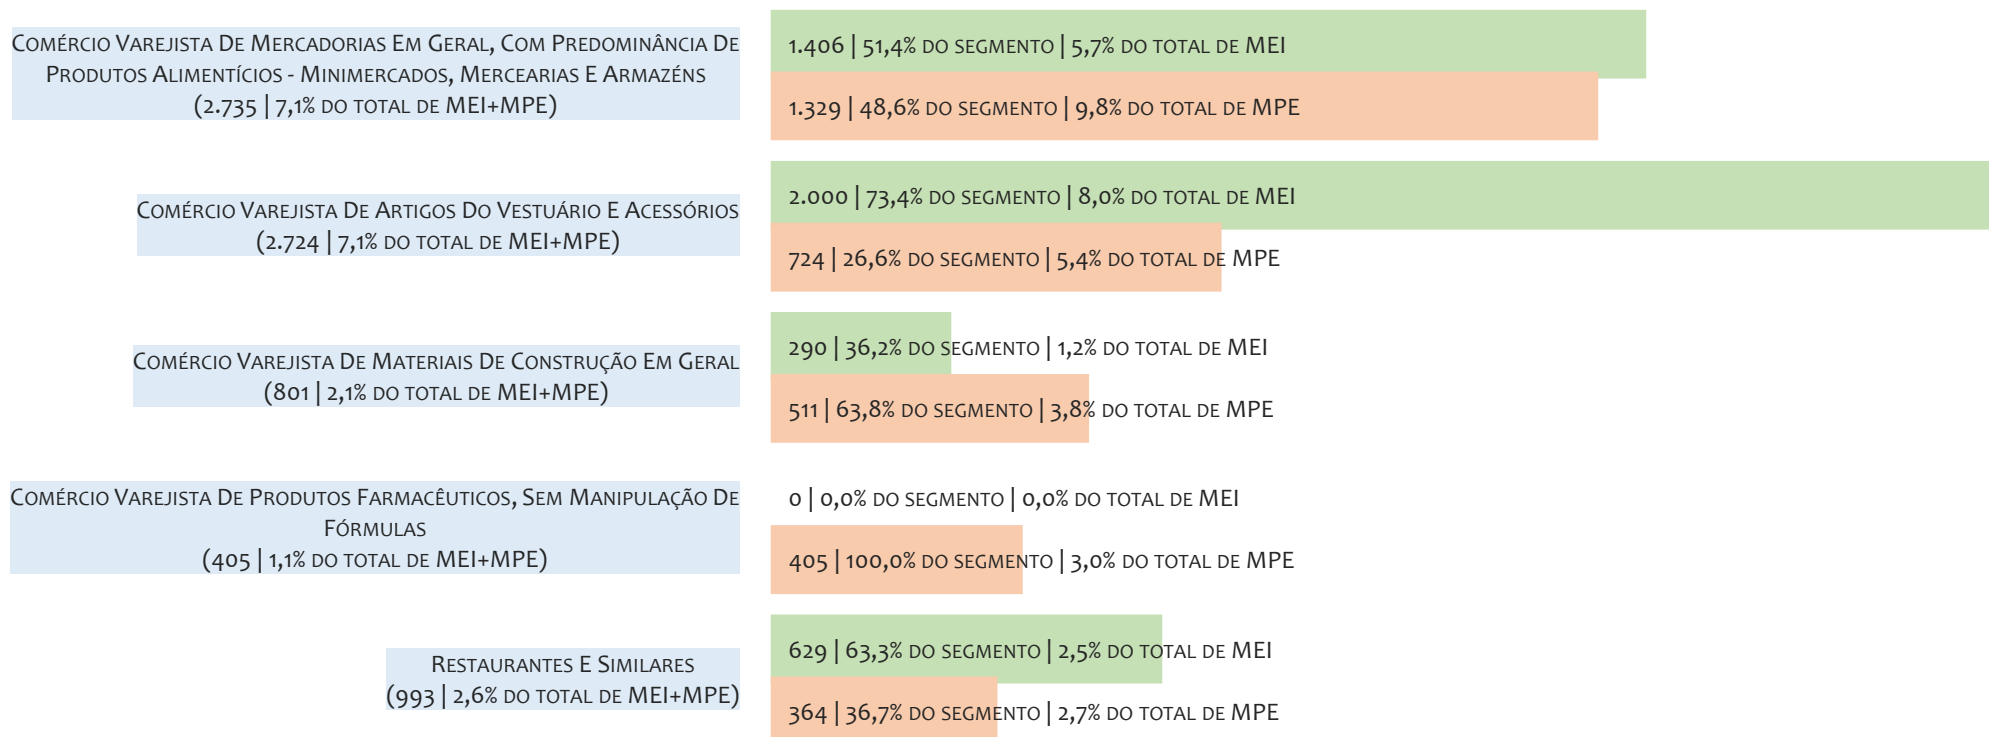 Comércio Varejista De Mercadorias Em Geral, Com Predominância De
Produtos Alimentícios - Minimercados, Mercearias E Armazéns
(2.735 | 7,1% do total de MEI+MPE)
1.406 | 51,4% do segmento | 5,7% do total de MEI
1.329 | 48,6% do segmento | 9,8% do total de MPE
Comércio Varejista De Artigos Do Vestuário E Acessórios
(2.724 | 7,1% do total de MEI+MPE)
2.000 | 73,4% do segmento | 8,0% do total de MEI
724 | 26,6% do segmento | 5,4% do total de MPE
Comércio Varejista De Materiais De Construção Em Geral
(801 | 2,1% do total de MEI+MPE)
290 | 36,2% do segmento | 1,2% do total de MEI
511 | 63,8% do segmento | 3,8% do total de MPE
Comércio Varejista De Produtos Farmacêuticos, Sem Manipulação De
Fórmulas
(405 | 1,1% do total de MEI+MPE)
0 | 0,0% do segmento | 0,0% do total de MEI
405 | 100,0% do segmento | 3,0% do total de MPE
Restaurantes E Similares
(993 | 2,6% do total de MEI+MPE)
629 | 63,3% do segmento | 2,5% do total de MEI
364 | 36,7% do segmento | 2,7% do total de MPE